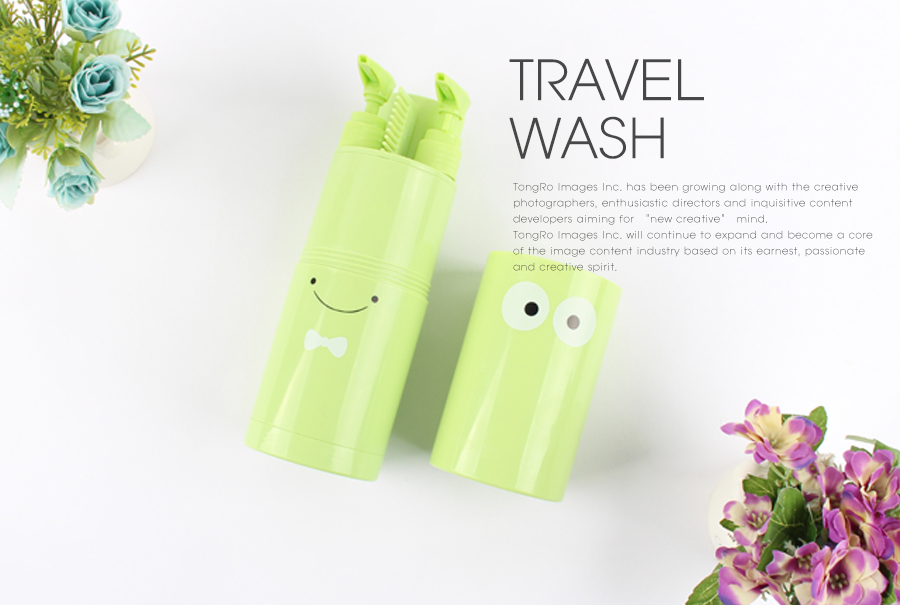 TRAVEL
WASH
TongRo Images Inc. has been growing along with the creative
photographers, enthusiastic directors and inquisitive content
developers aiming for “new creative” mind.
TongRo Images Inc. will continue to expand and become a core
of the image content industry based on its earnest, passionate
and creative spirit.